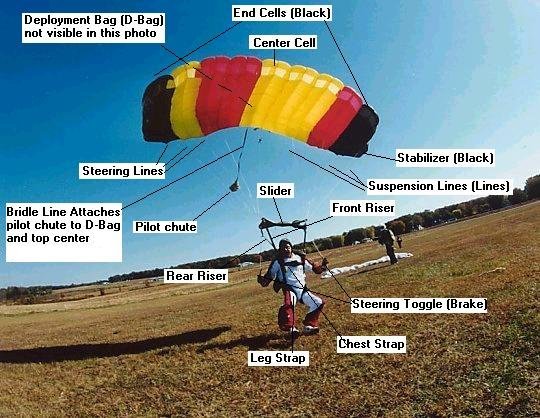 Deployment Bag (D-Bag)
not visible in this photo
End Cells (Black)
Center Cell
Steering Lines
Stabilizer (Black)
Suspension Lines (Lines)
Bridle Line Attaches
pilot chute to D-Bag
and top center
Pilot chute
Slider
Front Riser
Rear Riser
Steering Toggle (Brake)
Chest Strap
Leg Strap